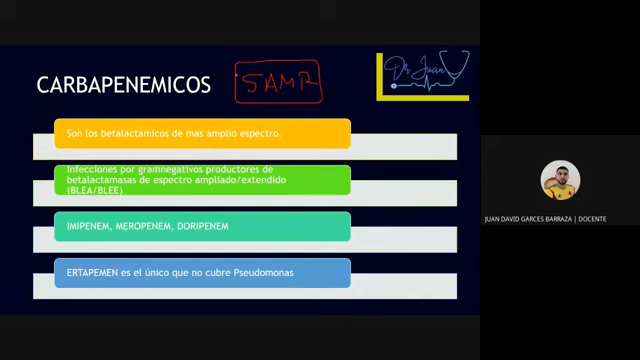 CARBAPENEMICOS
SAMR
Dr Juan
Son los betalactámicos de mas amplio espectro.
Infecciones por gramnegativos productores de
betalactamasas de espectro ampliado/extendido
(BLEA/BLEE)
IMIPENEM, MEROPENEM, DORIPENEM
ERTAPEMEN es el único que no cubre Pseudomonas
JUAN DAVID GARCES BARRAZA | DOCENTE